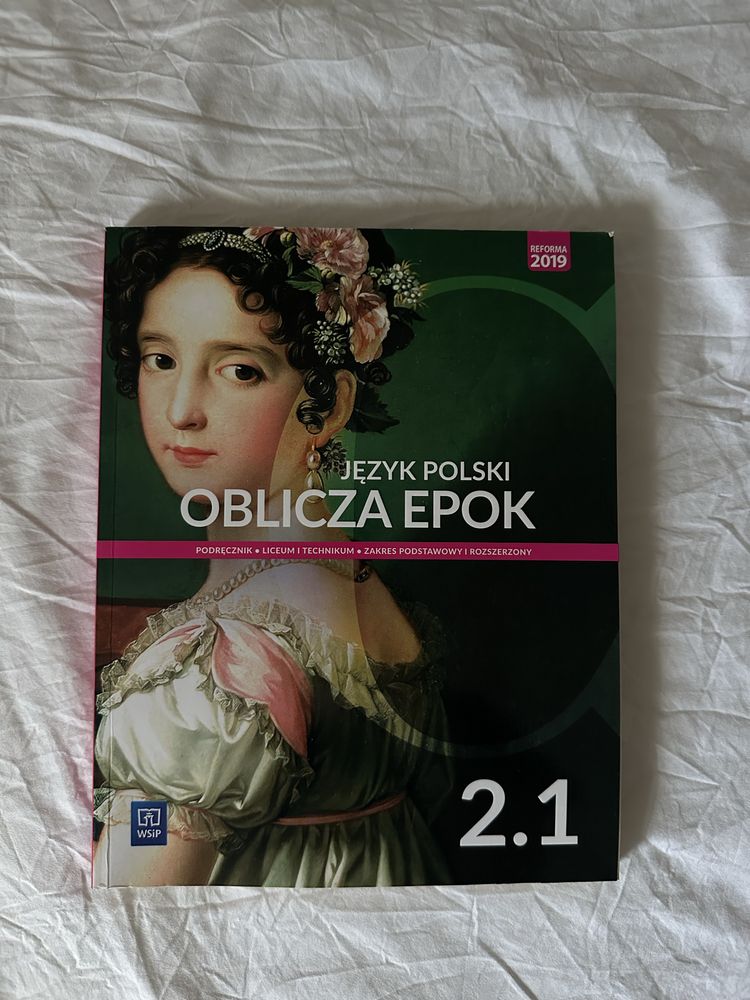 REFORMA
2019
JĘZYK POLSKI
OBLICZA EPOK
PODRĘCZNIK • LICEUM I TECHNIKUM • ZAKRES PODSTAWOWY I ROZSZERZONY
2.1
WSiP